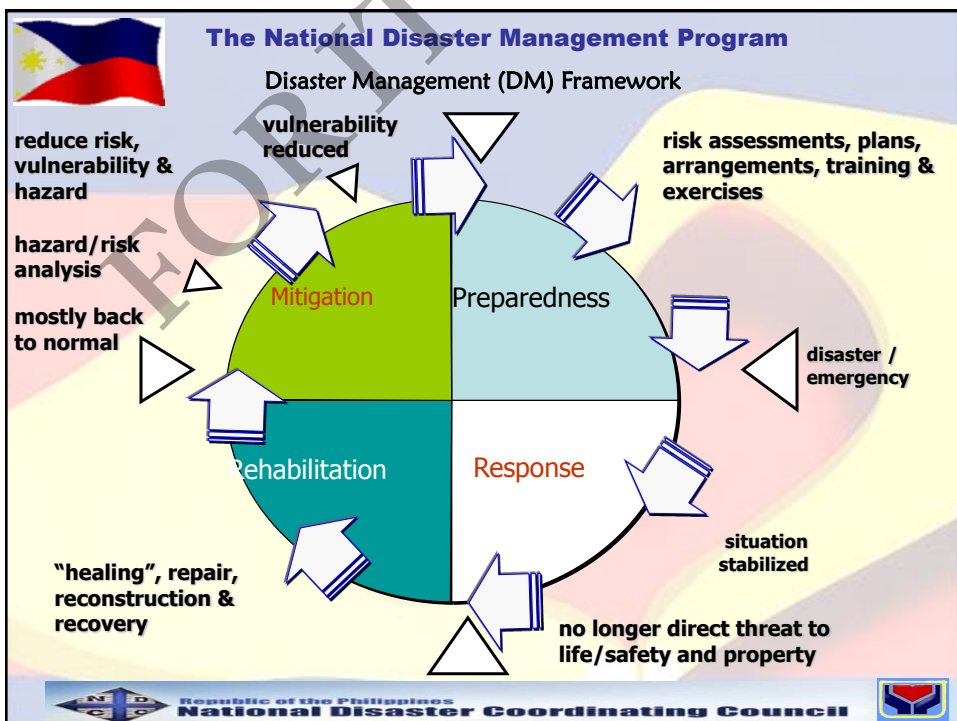 The National Disaster Management Program
Disaster Management (DM) Framework
reduce risk,
vulnerability &
hazard
vulnerability
reduced
risk assessments, plans,
arrangements, training &
exercises
hazard/risk
analysis
mostly back
to normal
Mitigation
Preparedness
disaster /
emergency
Rehabilitation
Response
situation
stabilized
"healing", repair,
reconstruction &
recovery
no longer direct threat to
life/safety and property
FOR IT
N D C C
Republic of the Philippines
National Disaster Coordinating Council